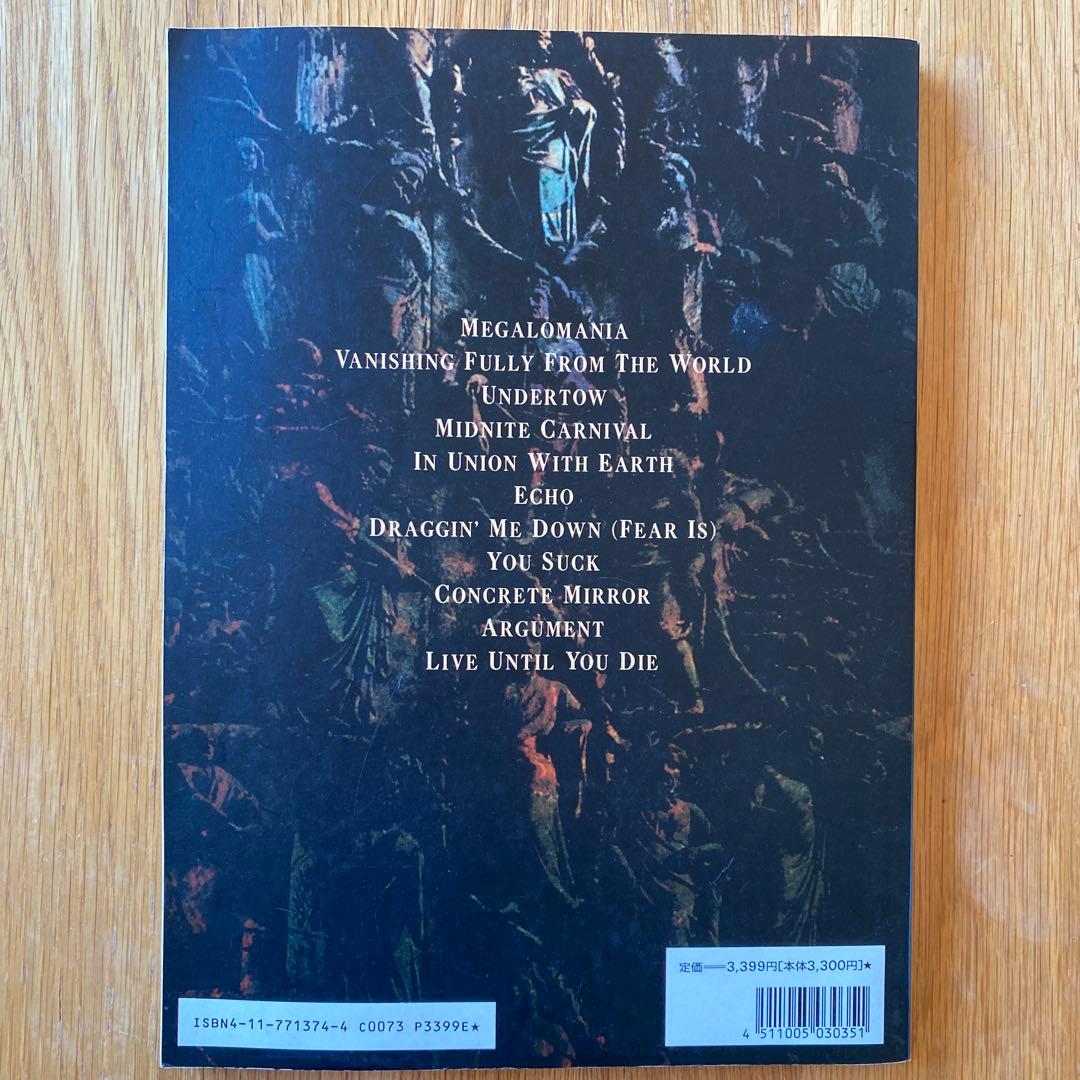 MEGALOMANIA
VANISHING FULLY FROM THE WORLD
UNDERTOW
MIDNITE CARNIVAL
IN UNION WITH EARTH
ECHO
DRAGGIN' ME DOWN (FEAR IS)
YOU SUCK
CONCRETE MIRROR
ARGUMENT
LIVE UNTIL YOU DIE
定価══3,399円[本体3,300円]★
4 511005 030351
ISBN4-11-771374-4 C0073 P3399E★